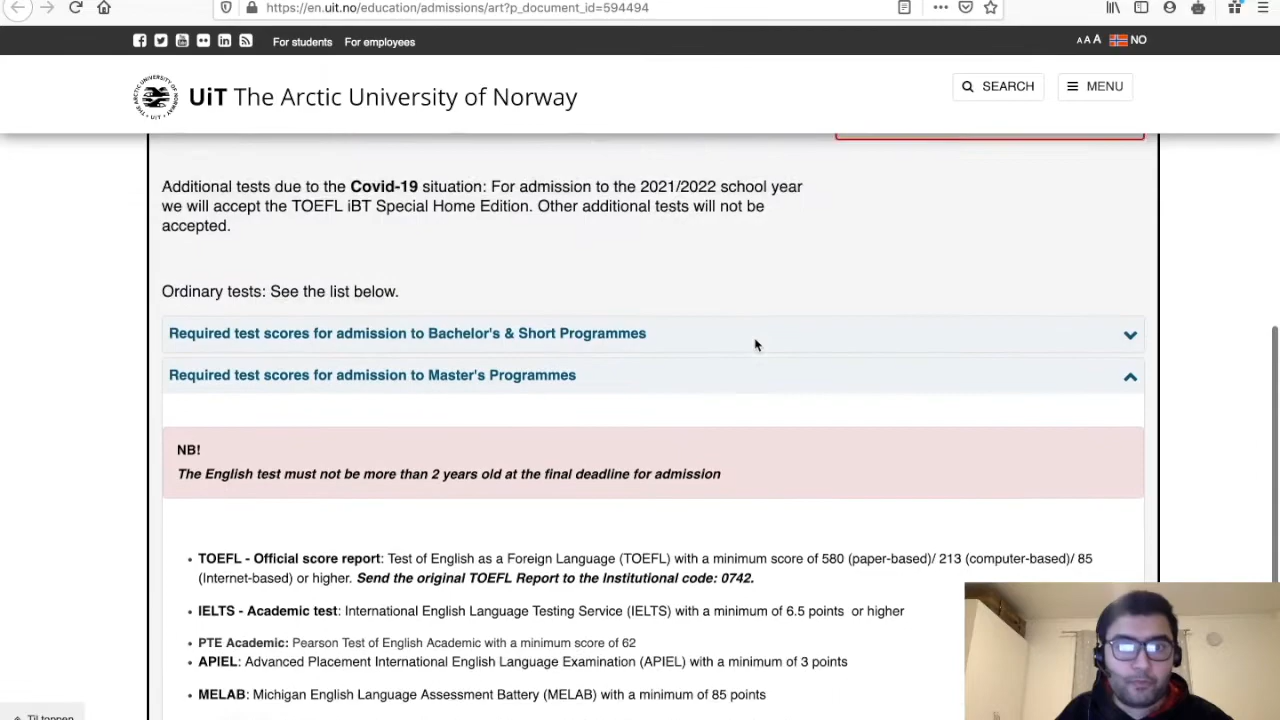 https://en.uit.no/education/admissions/art?p_document_id=594494
For students
For employees
A A A
NO
UiT The Arctic University of Norway
SEARCH
MENU
Additional tests due to the Covid-19 situation: For admission to the 2021/2022 school year
we will accept the TOEFL iBT Special Home Edition. Other additional tests will not be
accepted.
Ordinary tests: See the list below.
Required test scores for admission to Bachelor's & Short Programmes
Required test scores for admission to Master's Programmes
NB!
The English test must not be more than 2 years old at the final deadline for admission
TOEFL - Official score report: Test of English as a Foreign Language (TOEFL) with a minimum score of 580 (paper-based)/ 213 (computer-based)/ 85
(Internet-based) or higher. Send the original TOEFL Report to the Institutional code: 0742.
IELTS - Academic test: International English Language Testing Service (IELTS) with a minimum of 6.5 points or higher
PTE Academic: Pearson Test of English Academic with a minimum score of 62
APIEL: Advanced Placement International English Language Examination (APIEL) with a minimum of 3 points
MELAB: Michigan English Language Assessment Battery (MELAB) with a minimum of 85 points
Til toppen